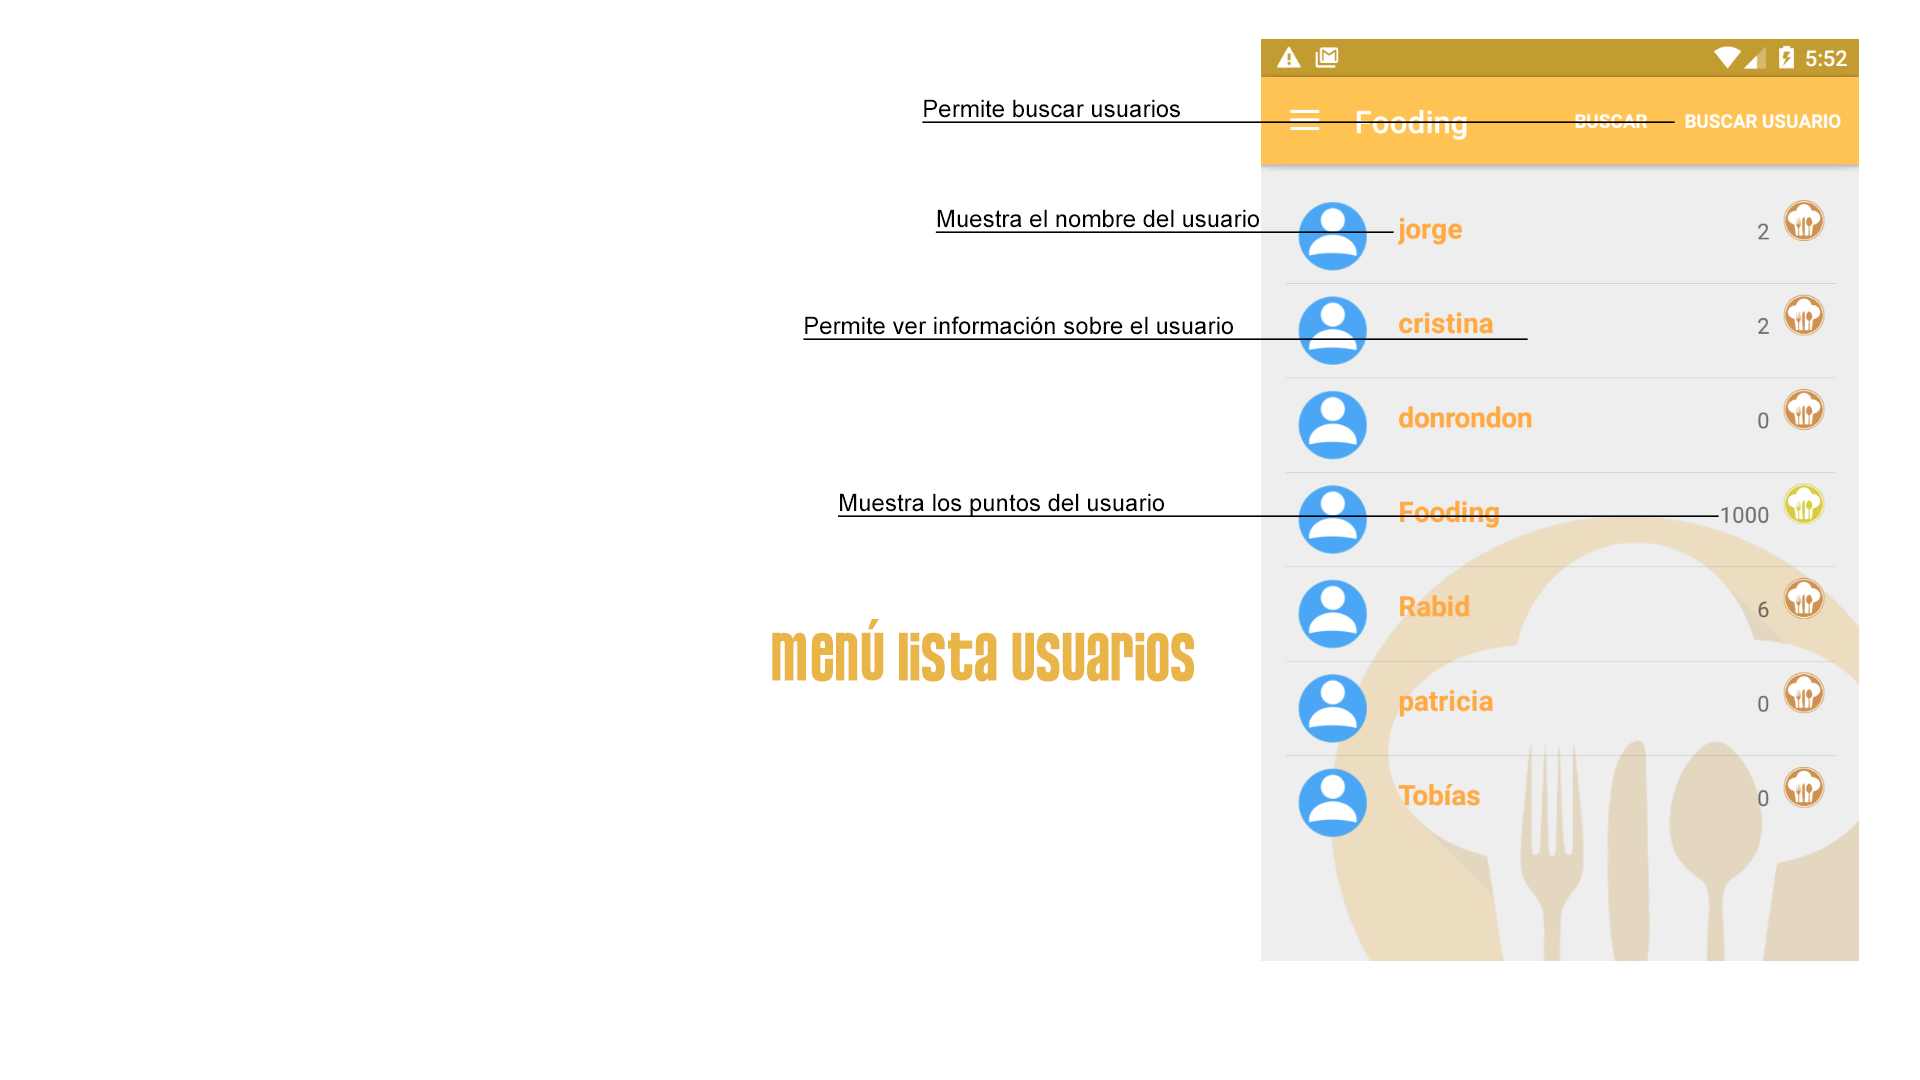 5:52
Permite buscar usuarios
Fooding BUSCAR BUSCAR USUARIO
Muestra el nombre del usuario
jorge 2
Permite ver información sobre el usuario
cristina 2
donrondon 0
Muestra los puntos del usuario
Fooding 1000
Rabid 6
menú lista usuarios
patricia 0
Tobías 0